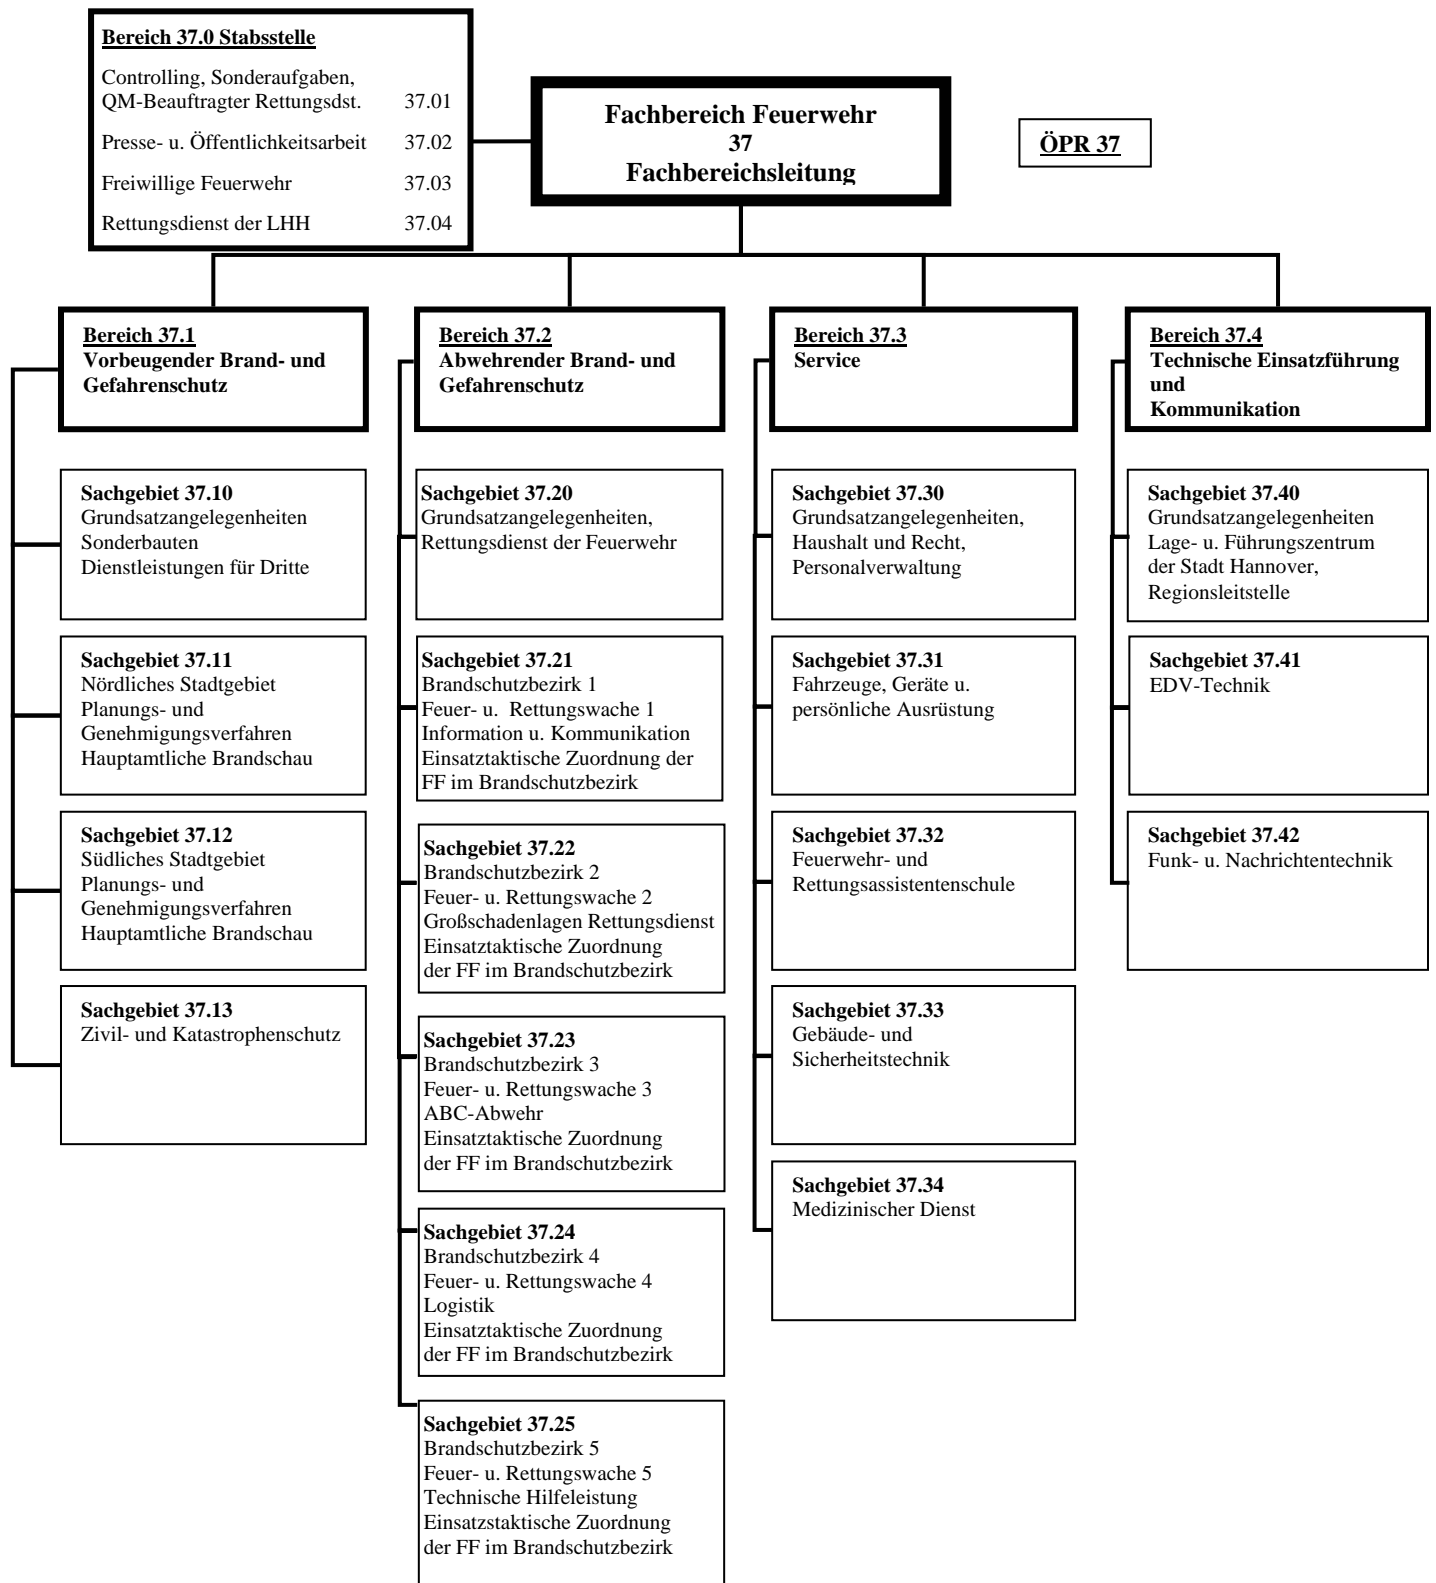 Bereich 37.0 Stabsstelle
Controlling, Sonderaufgaben,
QM-Beauftragter Rettungsdst. 37.01
Presse- u. Öffentlichkeitsarbeit 37.02
Freiwillige Feuerwehr 37.03
Rettungsdienst der LHH 37.04
Fachbereich Feuerwehr
37
Fachbereichsleitung
ÖPR 37
Bereich 37.1
Vorbeugender Brand- und
Gefahrenschutz
Sachgebiet 37.10
Grundsatzangelegenheiten
Sonderbauten
Dienstleistungen für Dritte
Sachgebiet 37.11
Nördliches Stadtgebiet
Planungs- und
Genehmigungsverfahren
Hauptamtliche Brandschau
Sachgebiet 37.12
Südliches Stadtgebiet
Planungs- und
Genehmigungsverfahren
Hauptamtliche Brandschau
Sachgebiet 37.13
Zivil- und Katastrophenschutz
Bereich 37.2
Abwehrender Brand- und
Gefahrenschutz
Sachgebiet 37.20
Grundsatzangelegenheiten,
Rettungsdienst der Feuerwehr
Sachgebiet 37.21
Brandschutzbezirk 1
Feuer- u. Rettungswache 1
Information u. Kommunikation
Einsatztaktische Zuordnung der
FF im Brandschutzbezirk
Sachgebiet 37.22
Brandschutzbezirk 2
Feuer- u. Rettungswache 2
Großschadenlagen Rettungsdienst
Einsatztaktische Zuordnung
der FF im Brandschutzbezirk
Sachgebiet 37.23
Brandschutzbezirk 3
Feuer- u. Rettungswache 3
ABC-Abwehr
Einsatztaktische Zuordnung
der FF im Brandschutzbezirk
Sachgebiet 37.24
Brandschutzbezirk 4
Feuer- u. Rettungswache 4
Logistik
Einsatztaktische Zuordnung
der FF im Brandschutzbezirk
Sachgebiet 37.25
Brandschutzbezirk 5
Feuer- u. Rettungswache 5
Technische Hilfeleistung
Einsatzstaktische Zuordnung
der FF im Brandschutzbezirk
Bereich 37.3
Service
Sachgebiet 37.30
Grundsatzangelegenheiten,
Haushalt und Recht,
Personalverwaltung
Sachgebiet 37.31
Fahrzeuge, Geräte u.
persönliche Ausrüstung
Sachgebiet 37.32
Feuerwehr- und
Rettungsassistentenschule
Sachgebiet 37.33
Gebäude- und
Sicherheitstechnik
Sachgebiet 37.34
Medizinischer Dienst
Bereich 37.4
Technische Einsatzführung
und
Kommunikation
Sachgebiet 37.40
Grundsatzangelegenheiten
Lage- u. Führungszentrum
der Stadt Hannover,
Regionsleitstelle
Sachgebiet 37.41
EDV-Technik
Sachgebiet 37.42
Funk- u. Nachrichtentechnik